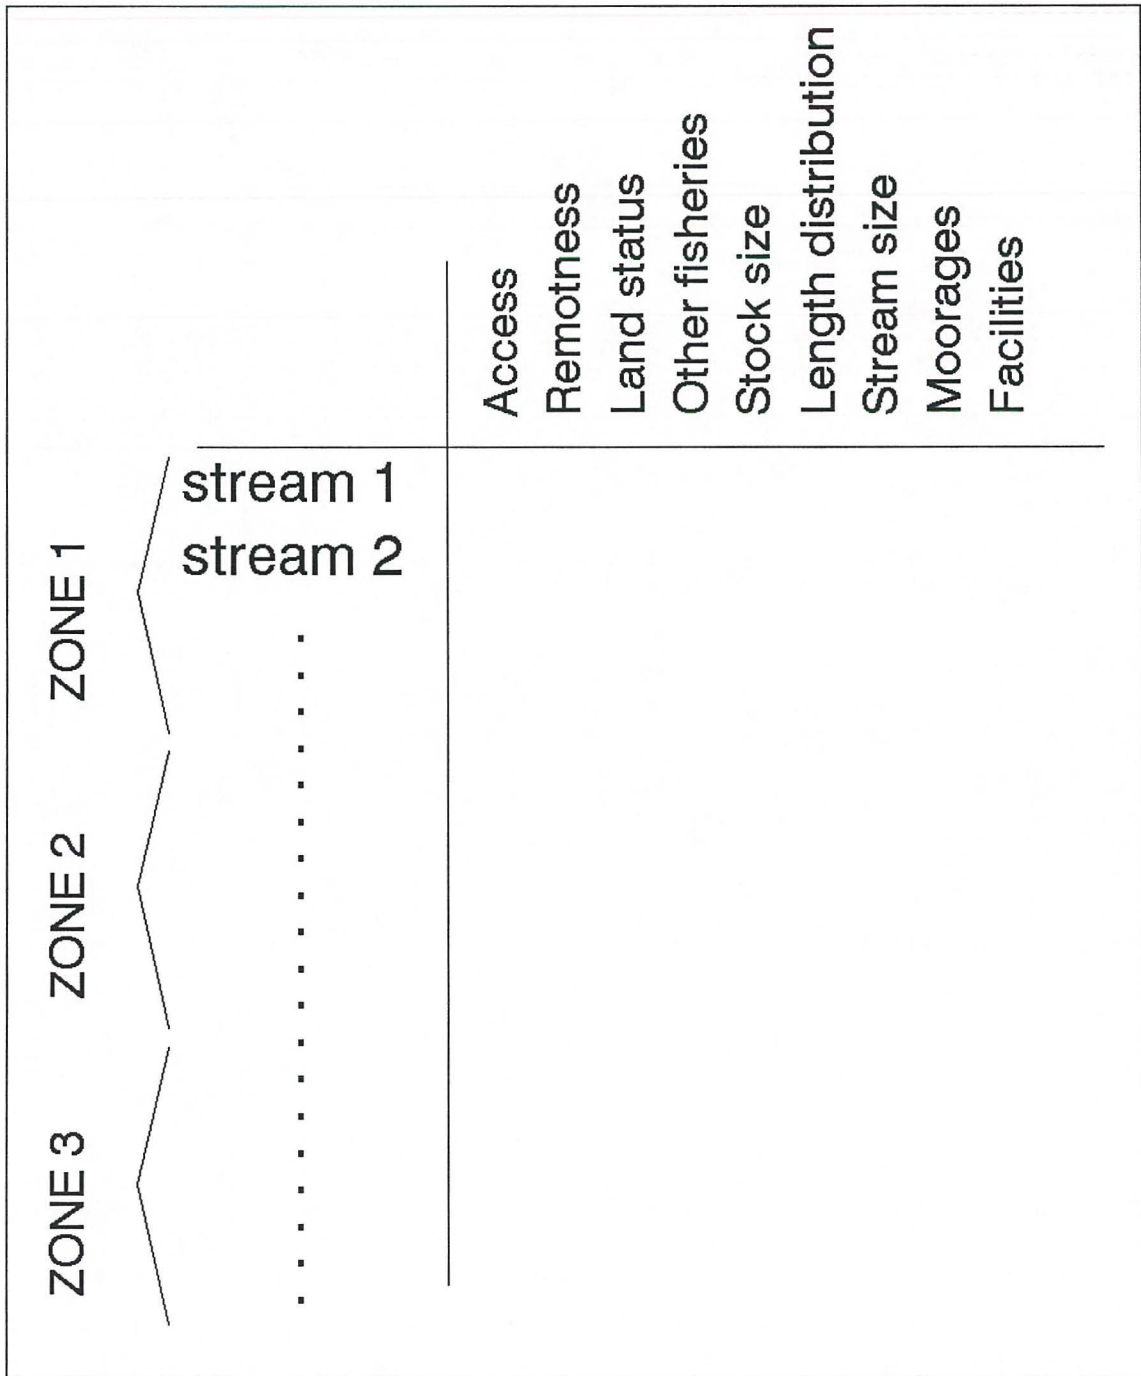 ZONE 1
ZONE 2
ZONE 3
stream 1
stream 2
Access
Remotness
Land status
Other fisheries
Stock size
Length distribution
Stream size
Moorages
Facilities